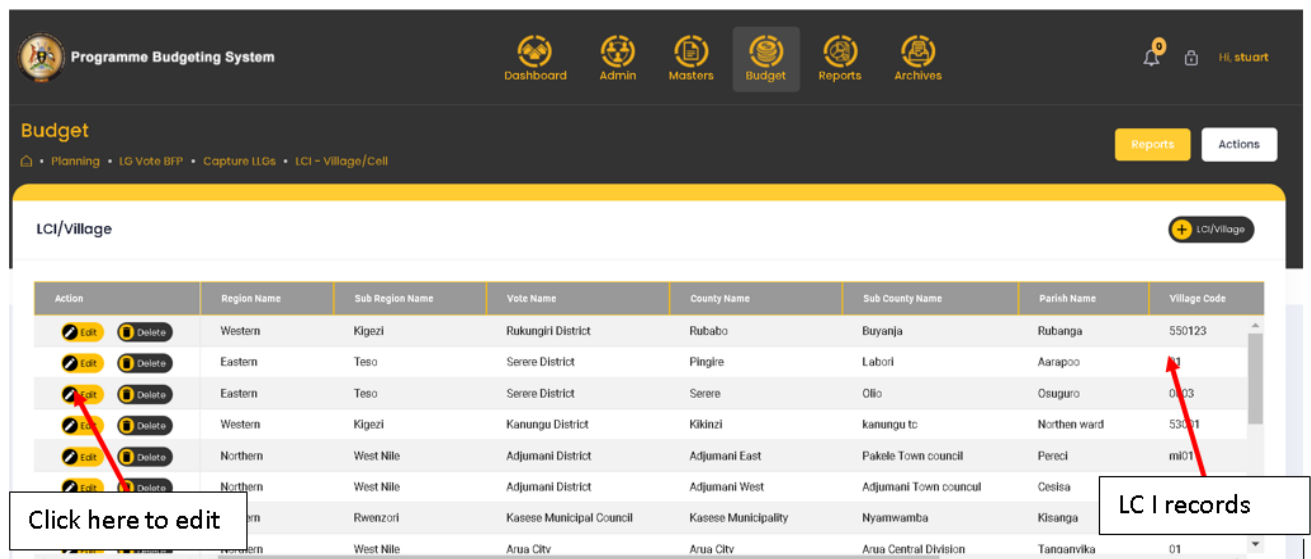 Programme Budgeting System
Dashboard Admin Masters Budget Reports Archives
0
Hi, stuart
Budget
Reports Actions
Planning • LG Vote BFP • Capture LLGs • LCI - Village/Cell
LCI/Village
+ LCI/Village
Action Region Name Sub Region Name Vote Name County Name Sub County Name Parish Name Village Code
Edit Delete Western Kigezi Rukungiri District Rubabo Buyanja Rubanga 550123
Edit Delete Eastern Teso Serere District Pingire Labori Aarapoo
Edit Delete Eastern Teso Serere District Serere Olio Osuguro
Edit Delete Western Kigezi Kanungu District Kikinzi kanungu tc Northen ward
Edit Delete Northern West Nile Adjumani District Adjumani East Pakele Town council Pereci mi01
Edit Delete Northern West Nile Adjumani District Adjumani West Adjumani Town councul Cesisa
Rwenzori Kasese Municipal Council Kasese Municipality Nyamwamba Kisanga
West Nile Arua City Arua City Arua Central Division Tanganyika 01
Click here to edit
LC I records